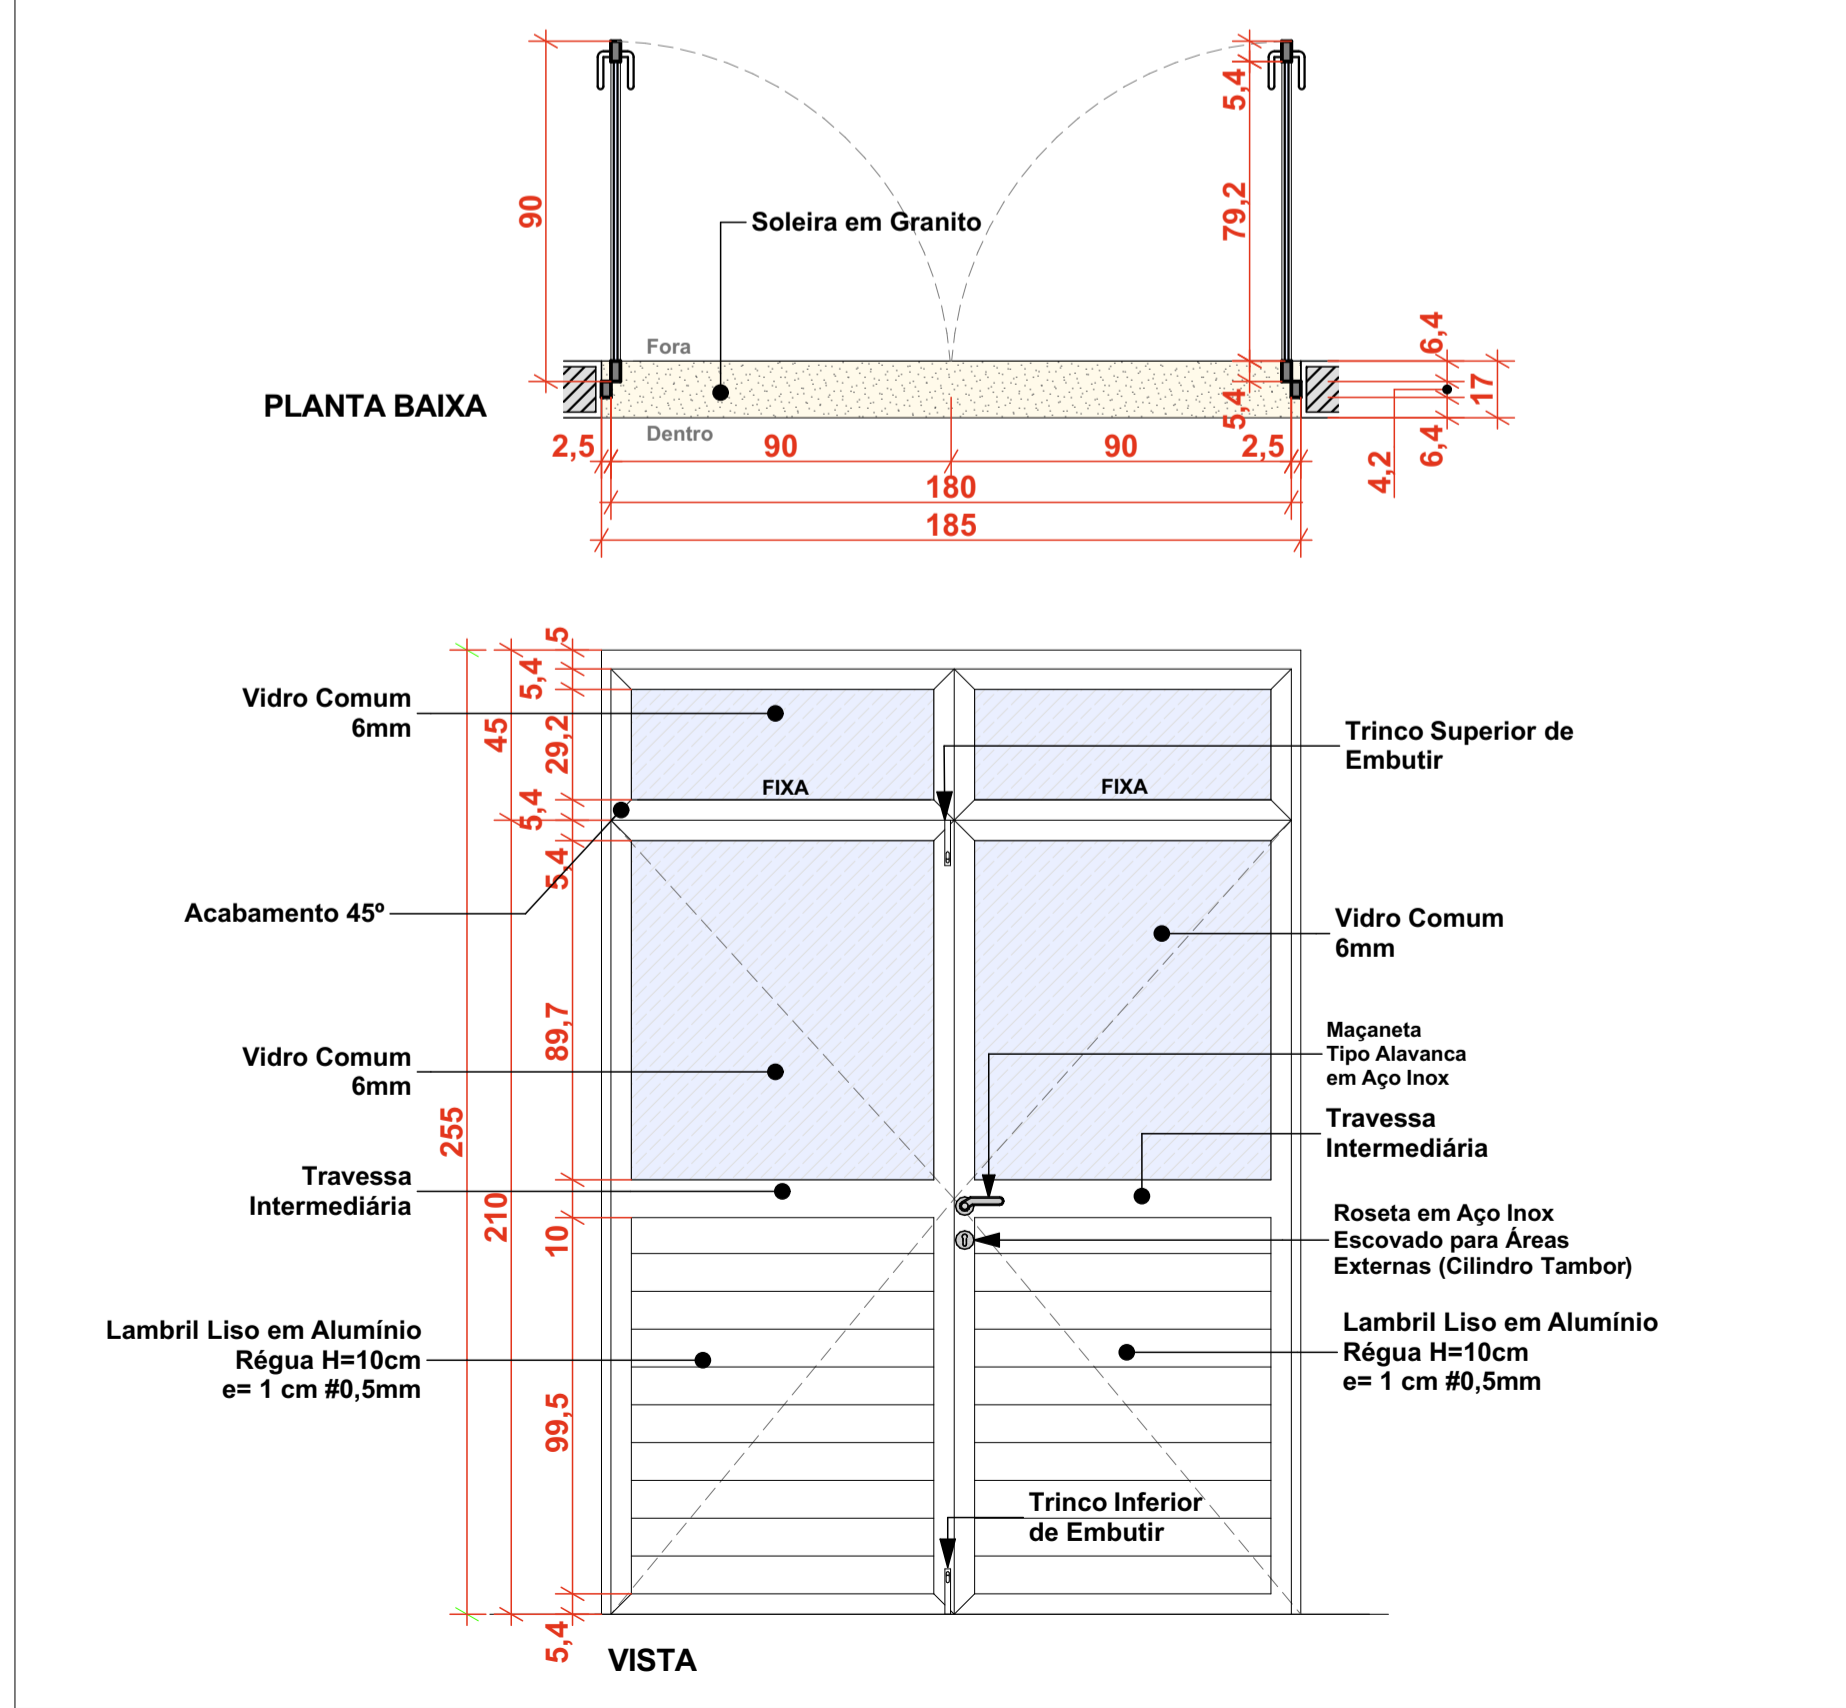 90
5,4
79,2
Soleira em Granito
Fora
6,4
17
PLANTA BAIXA
5,4
Dentro
2,5
90
90
2,5
4,2
6,4
180
185
5
5,4
Vidro Comum
6mm
45
29,2
Trinco Superior de
Embutir
FIXA
FIXA
5,4
5,4
Acabamento 45º
Vidro Comum
6mm
89,7
Maçaneta
Tipo Alavanca
em Aço Inox
Vidro Comum
6mm
255
Travessa
Intermediária
Travessa
Intermediária
210
10
Roseta em Aço Inox
Escovado para Áreas
Externas (Cilindro Tambor)
Lambril Liso em Alumínio
Régua H=10cm
e= 1 cm #0,5mm
Lambril Liso em Alumínio
Régua H=10cm
e= 1 cm #0,5mm
99,5
Trinco Inferior
de Embutir
5,4
VISTA